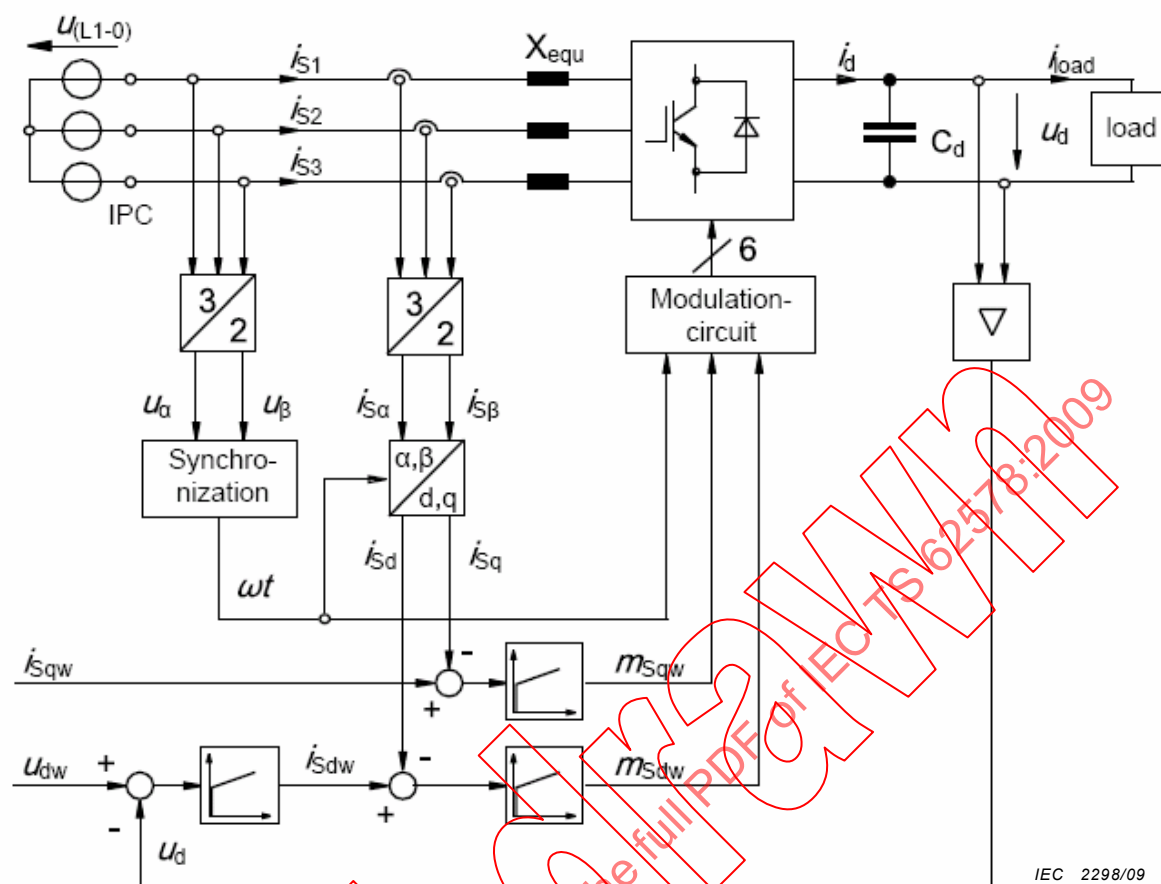 u(L1-0)
iS1
Xequ
id
iload
iS2
Cd
ud
load
iS3
IPC
6
3
2
3
2
Modulation-
circuit
▽
uα
uβ
iSα
iSβ
Synchro-
nization
α,β
d,q
iSd
iSq
ωt
iSqw
-
+
mSqw
udw
+
-
iSdw
-
+
mSdw
ud
drawn
he full PDF of IEC TS 62578:2009
IEC 2298/09